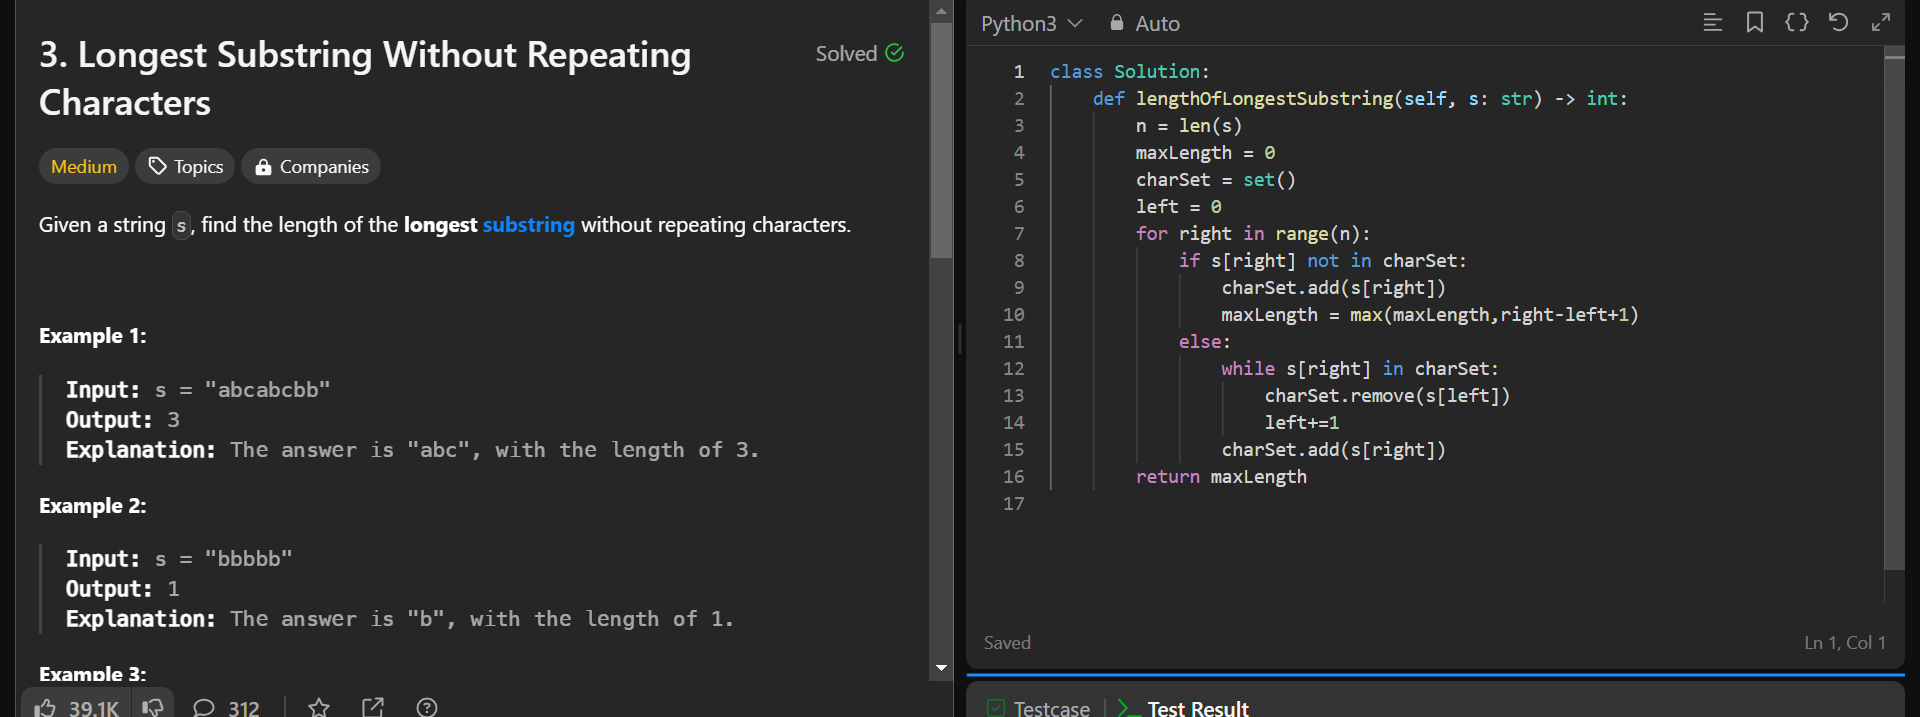 3. Longest Substring Without Repeating
Characters
Solved
Medium Topics Companies
Given a string s, find the length of the longest substring without repeating characters.
Example 1:
Input: s = "abcabcbb"
Output: 3
Explanation: The answer is "abc", with the length of 3.
Example 2:
Input: s = "bbbbb"
Output: 1
Explanation: The answer is "b", with the length of 1.
Example 3:
39.1K 312
Python3 Auto
1 class Solution:
2     def lengthOfLongestSubstring(self, s: str) -> int:
3         n = len(s)
4         maxLength = 0
5         charSet = set()
6         left = 0
7         for right in range(n):
8             if s[right] not in charSet:
9                 charSet.add(s[right])
10                 maxLength = max(maxLength,right-left+1)
11             else:
12                 while s[right] in charSet:
13                     charSet.remove(s[left])
14                     left+=1
15                 charSet.add(s[right])
16         return maxLength
17
Saved Ln 1, Col 1
Testcase Test Result